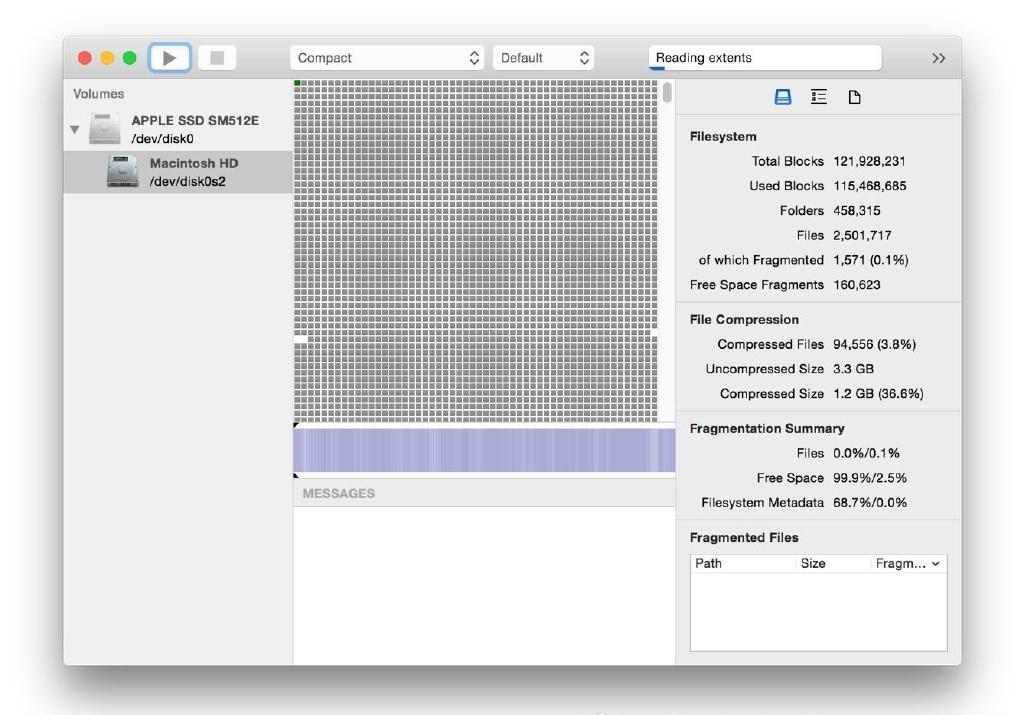 Compact
Default
Reading extents
Volumes
APPLE SSD SM512E
/dev/disk0
Macintosh HD
/dev/disk0s2
MESSAGES
Filesystem
Total Blocks 121,928,231
Used Blocks 115,468,685
Folders 458,315
Files 2,501,717
of which Fragmented 1,571 (0.1%)
Free Space Fragments 160,623
File Compression
Compressed Files 94,556 (3.8%)
Uncompressed Size 3.3 GB
Compressed Size 1.2 GB (36.6%)
Fragmentation Summary
Files 0.0%/0.1%
Free Space 99.9%/2.5%
Filesystem Metadata 68.7%/0.0%
Fragmented Files
Path Size Fragm...